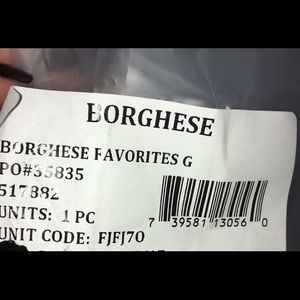 BORGHESE
BORGHESE FAVORITES G
PO#35835
517882
UNITS: 1 PC
UNIT CODE: FJFJ70
7 39581 13056 0